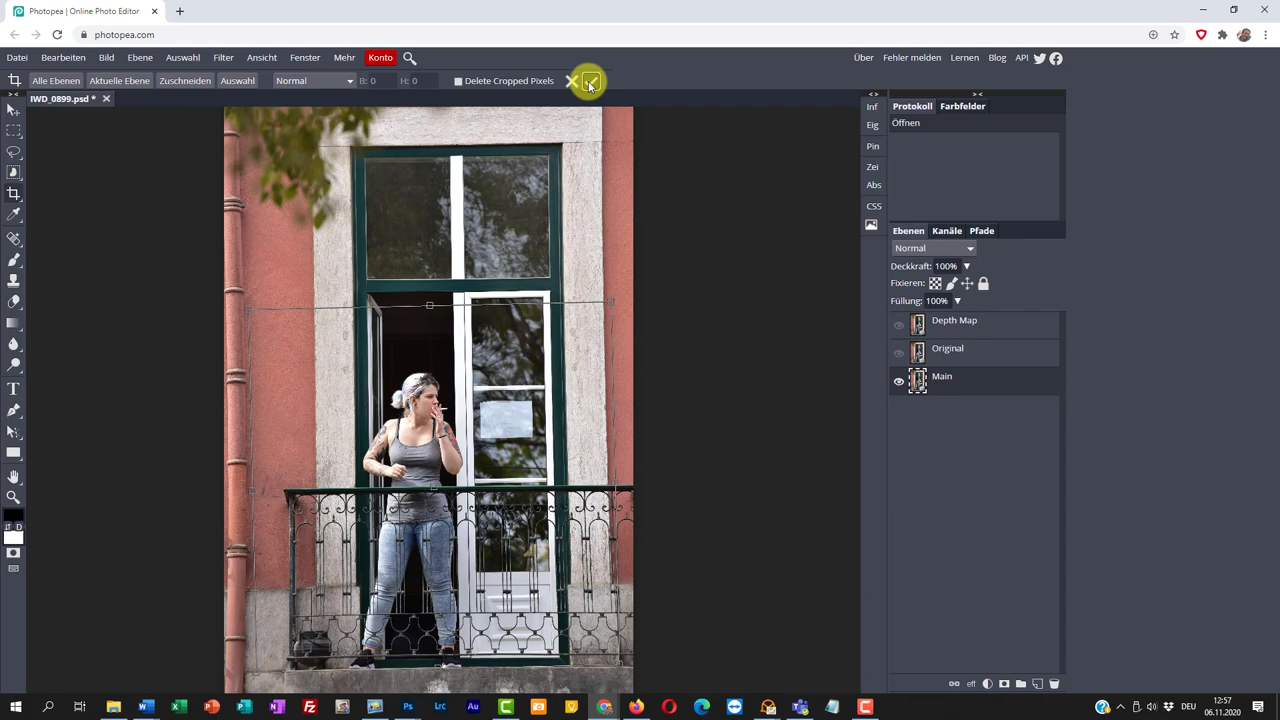 Photopea | Online Photo Editor
photopea.com
Datei Bearbeiten Bild Ebene Auswahl Filter Ansicht Fenster Mehr Konto
Über Fehler melden Lernen Blog API
Alle Ebenen Aktuelle Ebene Zuschneiden Auswahl Normal B: 0 H: 0 Delete Cropped Pixels
IWD_0899.psd *
Inf
Eig
Pin
Zei
Abs
CSS
Protokoll Farbfelder
Öffnen
Ebenen Kanäle Pfade
Normal
Deckkraft: 100%
Fixieren:
Füllung: 100%
Depth Map
Original
Main
T
D
eff
12:57
06.11.2020